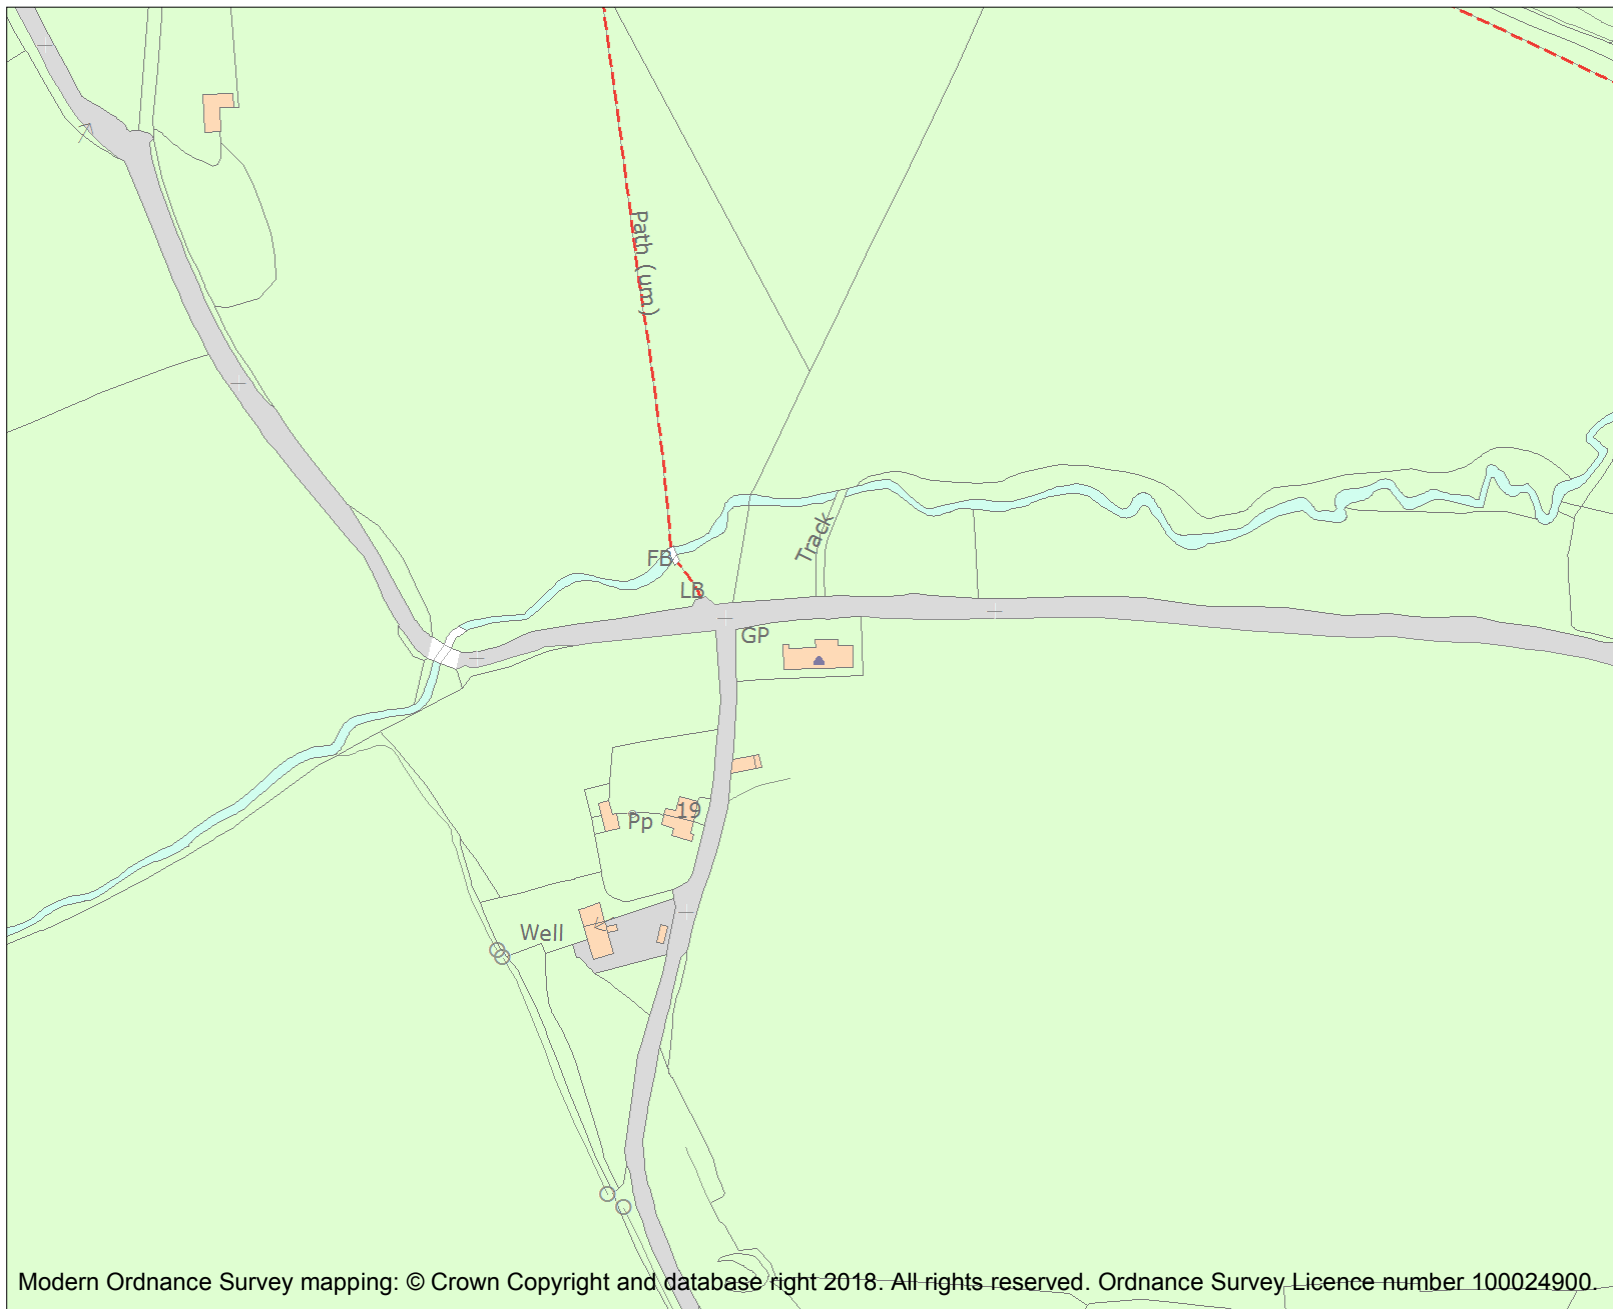 Path (um)
Track
FB
LB
GP
19
Pp
Well
Modern Ordnance Survey mapping: © Crown Copyright and database right 2018. All rights reserved. Ordnance Survey Licence number 100024900.